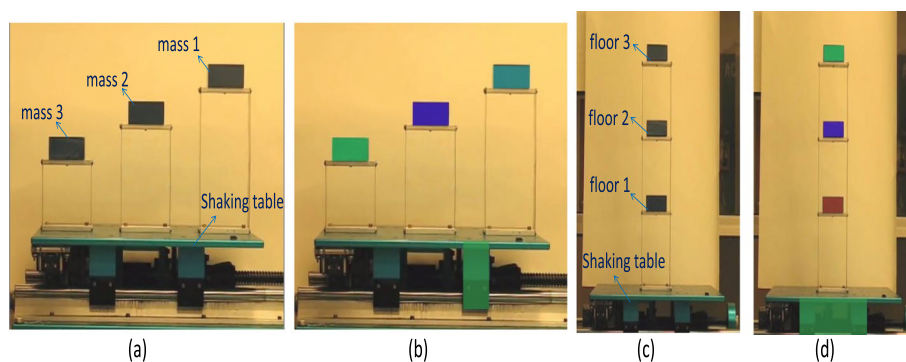 mass 1
mass 2
mass 3
Shaking table
floor 3
floor 2
floor 1
Shaking table
(a)
(b)
(c)
(d)